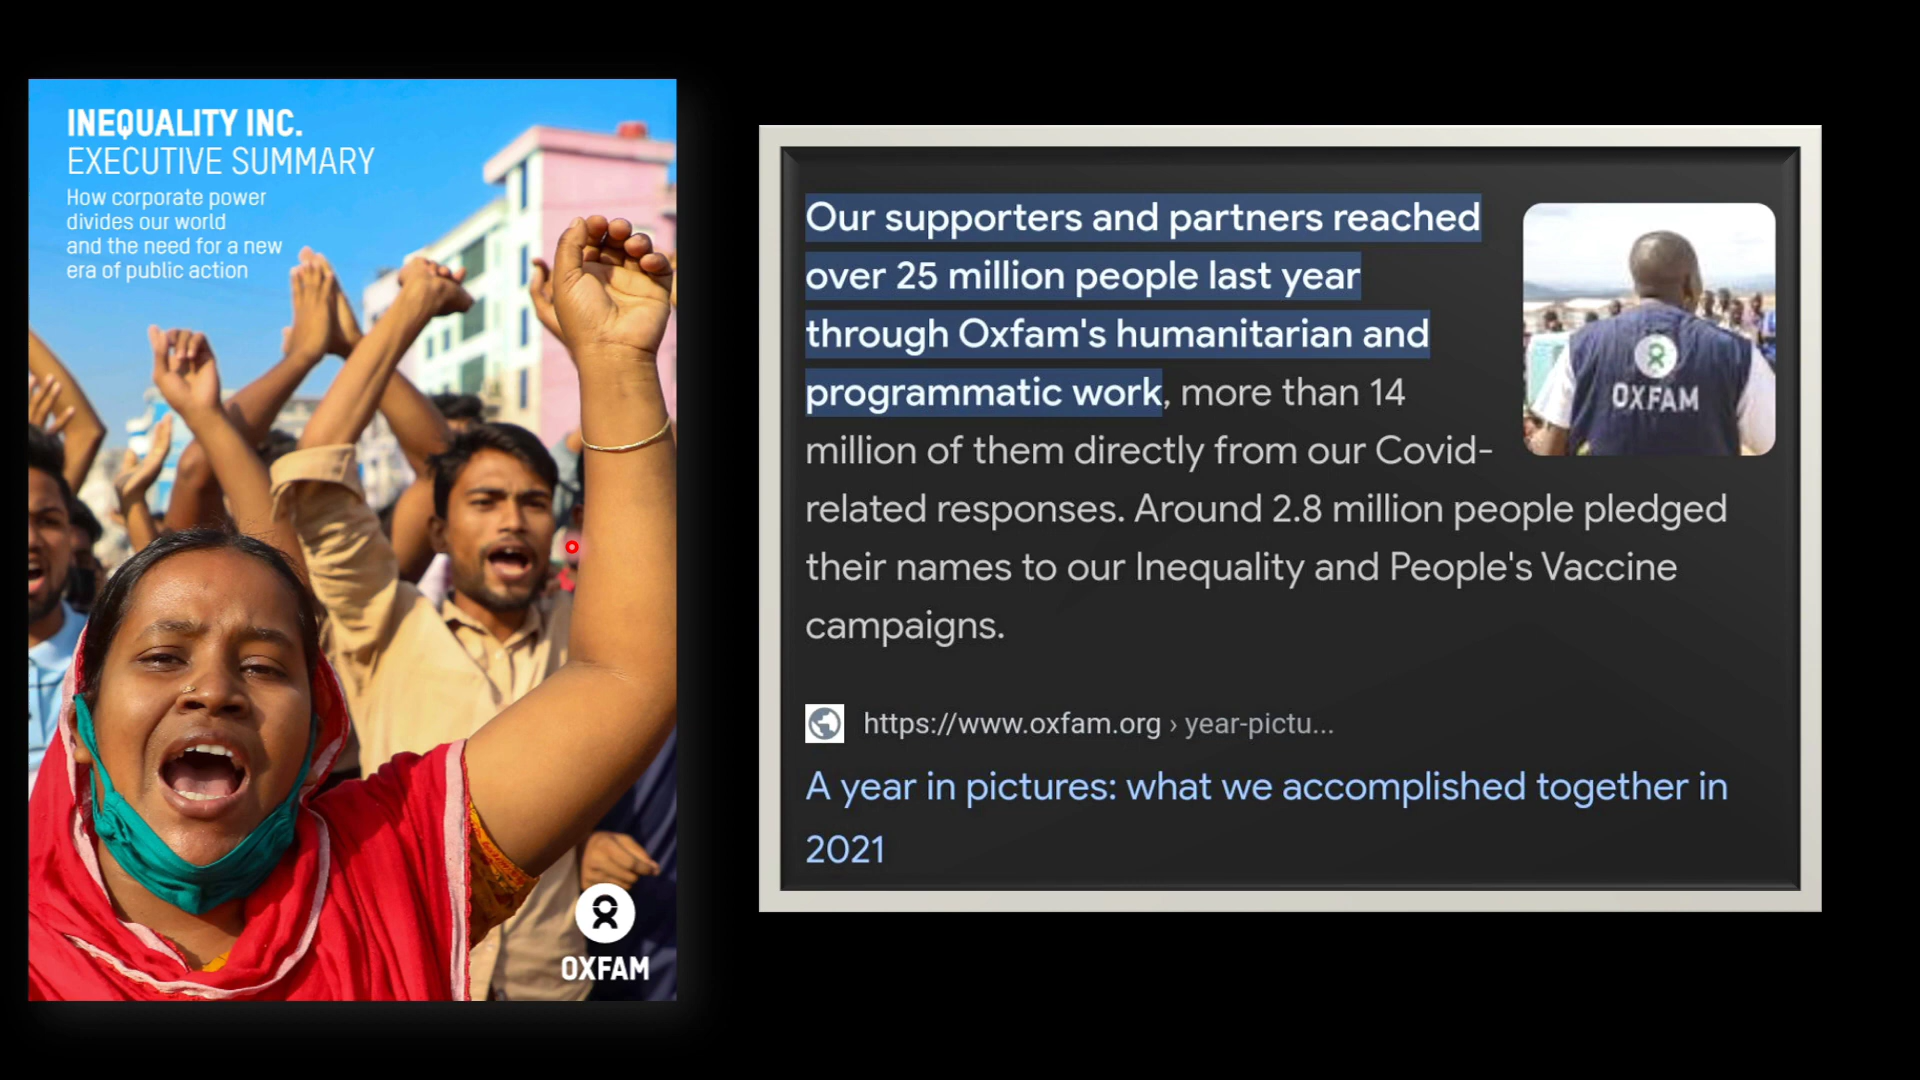 INEQUALITY INC.
EXECUTIVE SUMMARY
How corporate power
divides our world
and the need for a new
era of public action
OXFAM
Our supporters and partners reached
over 25 million people last year
through Oxfam's humanitarian and
programmatic work, more than 14
million of them directly from our Covid-
related responses. Around 2.8 million people pledged
their names to our Inequality and People's Vaccine
campaigns.
OXFAM
https://www.oxfam.org › year-pictu...
A year in pictures: what we accomplished together in
2021